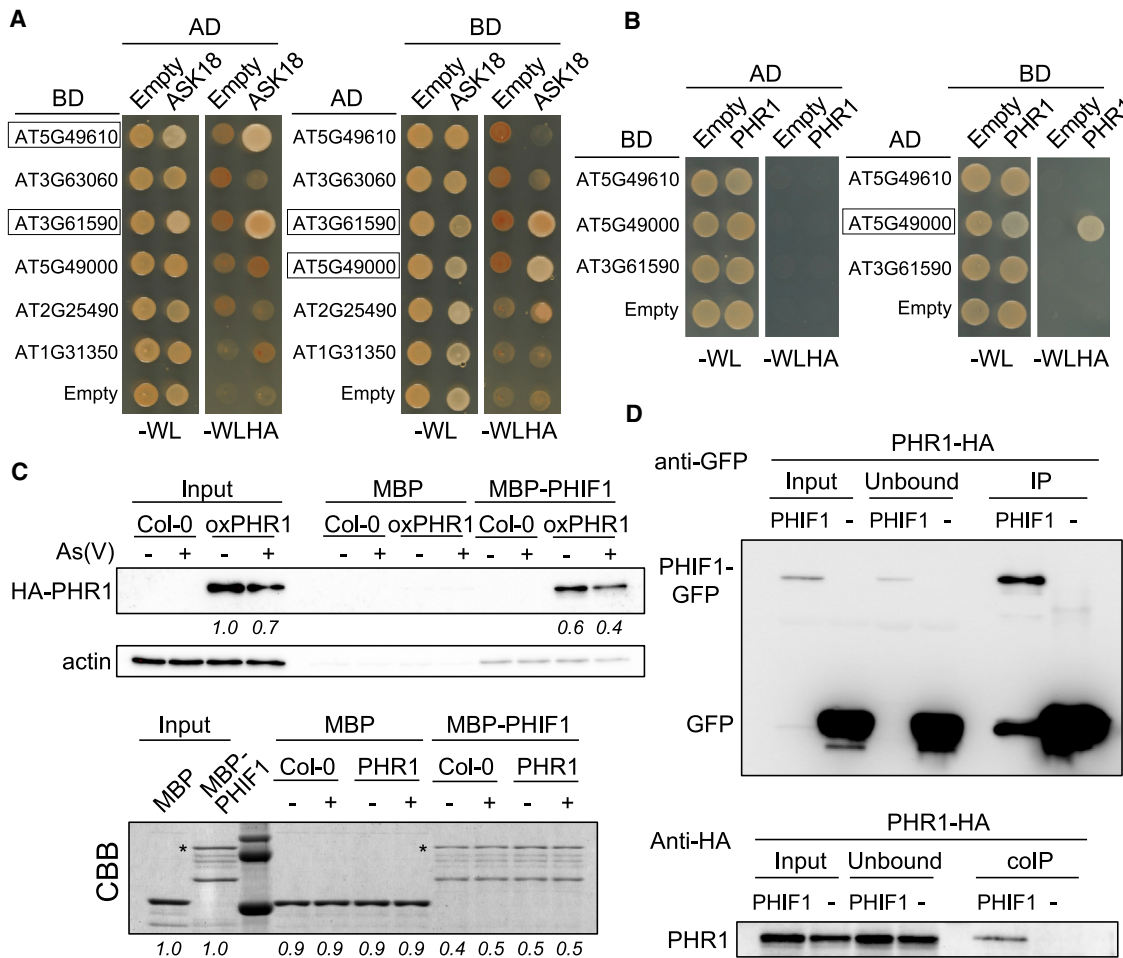 A
AD
BD
Empty
ASK18
Empty
ASK18
AT5G49610
AT3G63060
AT3G61590
AT5G49000
AT2G25490
AT1G31350
Empty
-WL
-WLHA
BD
AD
Empty
ASK18
Empty
ASK18
AT5G49610
AT3G63060
AT3G61590
AT5G49000
AT2G25490
AT1G31350
Empty
-WL
-WLHA
B
AD
BD
Empty
PHR1
Empty
PHR1
AT5G49610
AT5G49000
AT3G61590
Empty
-WL
-WLHA
BD
AD
Empty
PHR1
Empty
PHR1
AT5G49610
AT5G49000
AT3G61590
Empty
-WL
-WLHA
C
Input MBP MBP-PHIF1
Col-0 oxPHR1 Col-0 oxPHR1 Col-0 oxPHR1
As(V) - + - + - + - + - + - +
HA-PHR1
1.0 0.7 0.6 0.4
actin
Input MBP MBP-PHIF1
MBP
MBP-
PHIF1
Col-0 PHR1 Col-0 PHR1
- + - + - + - +
CBB
* *
1.0 1.0 0.9 0.9 0.9 0.9 0.4 0.5 0.5 0.5
D
anti-GFP
PHR1-HA
Input Unbound IP
PHIF1 - PHIF1 - PHIF1 -
PHIF1-
GFP
GFP
Anti-HA
PHR1-HA
Input Unbound coIP
PHIF1 - PHIF1 - PHIF1 -
PHR1